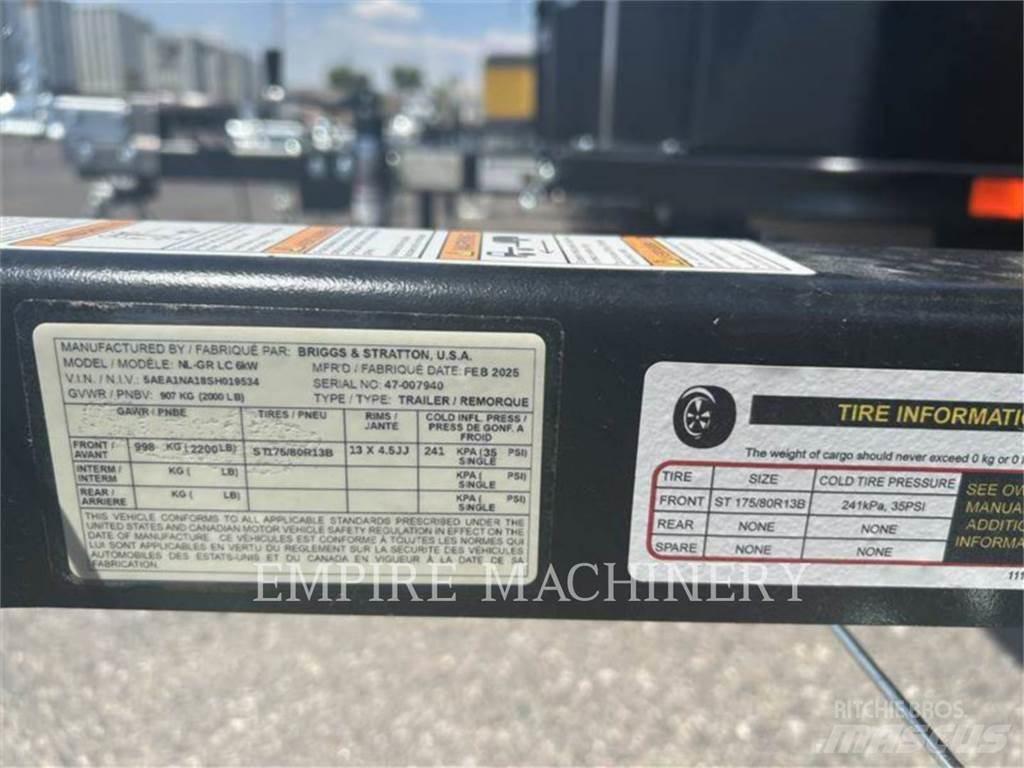 MANUFACTURED BY / FABRIQUÉ PAR: BRIGGS & STRATTON, U.S.A.
MODEL / MODÈLE: NL-GR LC 6kW MFR'D / FABRIQUÉ DATE: FEB 2025
V.I.N. / N.I.V.: 5AEA1NA18SH019534 SERIAL NO: 47-007940
GVWR / PNBV: 907 KG (2000 LB) TYPE / TYPE: TRAILER / REMORQUE
GAWR / PNBE TIRES / PNEU RIMS / JANTE COLD INFL. PRESS / PRESS DE GONF. A FROID
FRONT / AVANT 998 KG (2200 LB) ST175/80R13B 13 X 4.5JJ 241 KPA (35 PSI) SINGLE
INTERM / INTERM KG ( LB) KPA ( PSI) SINGLE
REAR / ARRIERE KG ( LB) KPA ( PSI) SINGLE
THIS VEHICLE CONFORMS TO ALL APPLICABLE STANDARDS PRESCRIBED UNDER THE
UNITED STATES AND CANADIAN MOTOR VEHICLE SAFETY REGULATION IN EFFECT ON THE
DATE OF MANUFACTURE. CE VÉHICULES EST CONFORME À TOUTES LES NORMES QUI
LUI SONT APPLICABLES EN VERTU DU REGLEMENT SUR LA SECURITE DES VÉHICULES
AUTOMOBILES DES ÉSTATS-UNITS ET DU CANADA EN VIGUEUR A LA DATE DE SA
FABRICATION.
TIRE INFORMATI
The weight of cargo should never exceed 0 kg or 0
TIRE SIZE COLD TIRE PRESSURE
FRONT ST 175/80R13B 241kPa, 35PSI
REAR NONE NONE
SPARE NONE NONE
SEE OW
MANUA
ADDITIO
INFORMA
111
EMPIRE MACHINERY
RITCHIE BROS.
mascus